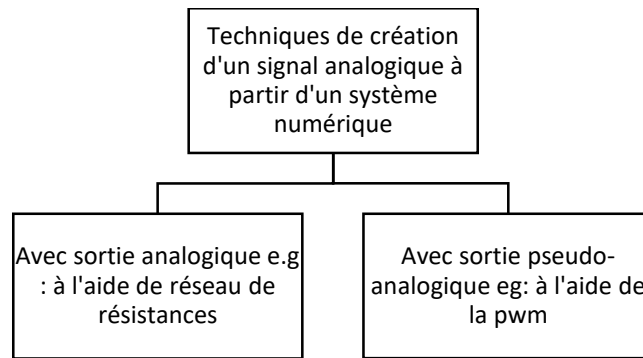 Techniques de création
d'un signal analogique à
partir d'un système
numérique
Avec sortie analogique e.g
: à l'aide de réseau de
résistances
Avec sortie pseudo-
analogique eg: à l'aide de
la pwm